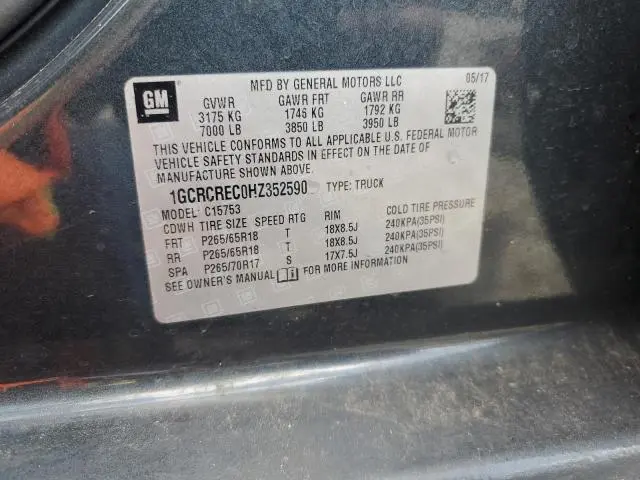 MFD BY GENERAL MOTORS LLC 05/17
GM
GVWR GAWR FRT GAWR RR
3175 KG 1746 KG 1792 KG
7000 LB 3850 LB 3950 LB
THIS VEHICLE CONFORMS TO ALL APPLICABLE U.S. FEDERAL MOTOR
VEHICLE SAFETY STANDARDS IN EFFECT ON THE DATE OF
MANUFACTURE SHOWN ABOVE.
1GCRCREC0HZ352590 TYPE: TRUCK
MODEL: C15753
CDWH TIRE SIZE SPEED RTG RIM COLD TIRE PRESSURE
FRT P265/65R18 T 18X8.5J 240KPA(35PSI)
RR P265/65R18 T 18X8.5J 240KPA(35PSI)
SPA P265/70R17 S 17X7.5J 240KPA(35PSI)
SEE OWNER'S MANUAL FOR MORE INFORMATION